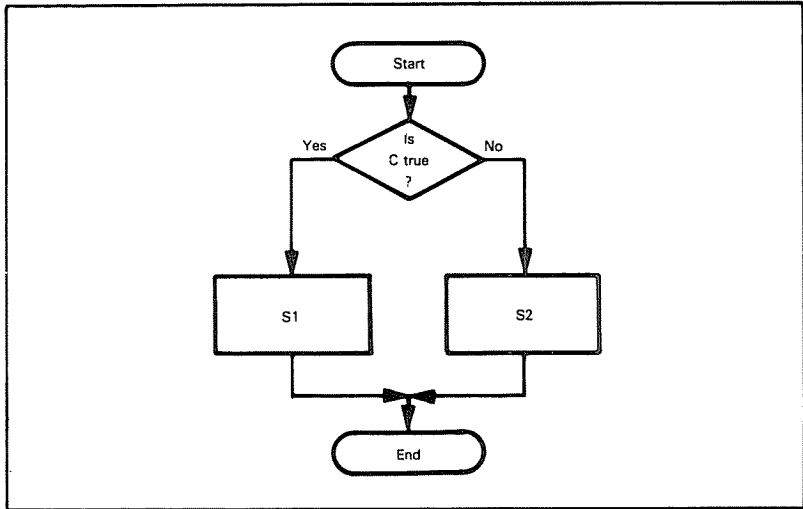 Start
Is
C true
?
Yes
No
S1
S2
End